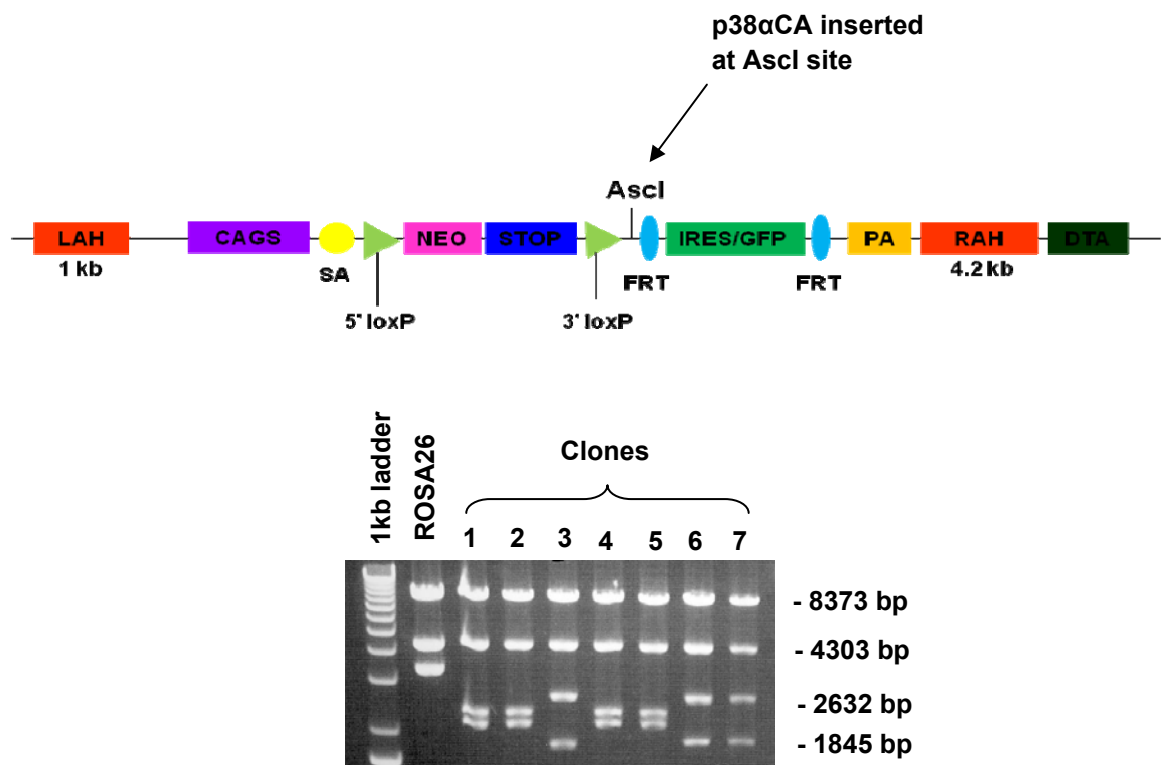 p38αCA inserted
at AscI site
AscI
LAH
CAGS
NEO
STOP
IRES/GFP
PA
RAH
DTA
1 kb
SA
FRT
FRT
4.2 kb
5' loxP
3' loxP
1kb ladder
ROSA26
Clones
1 2 3 4 5 6 7
- 8373 bp
- 4303 bp
- 2632 bp
- 1845 bp